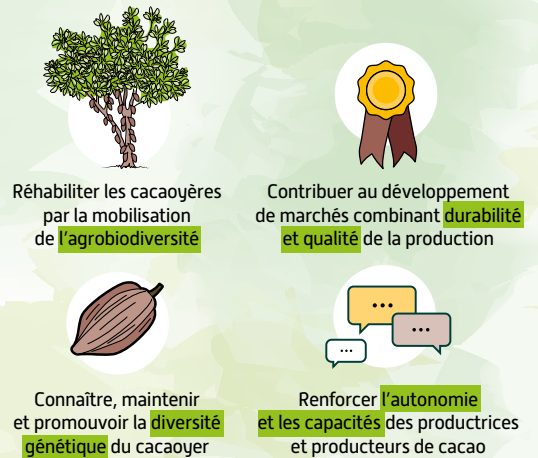 Réhabiliter les cacaoyères
par la mobilisation
de l'agrobiodiversité
Contribuer au développement
de marchés combinant durabilité
et qualité de la production
Connaître, maintenir
et promouvoir la diversité
génétique du cacaoyer
Renforcer l'autonomie
et les capacités des productrices
et producteurs de cacao